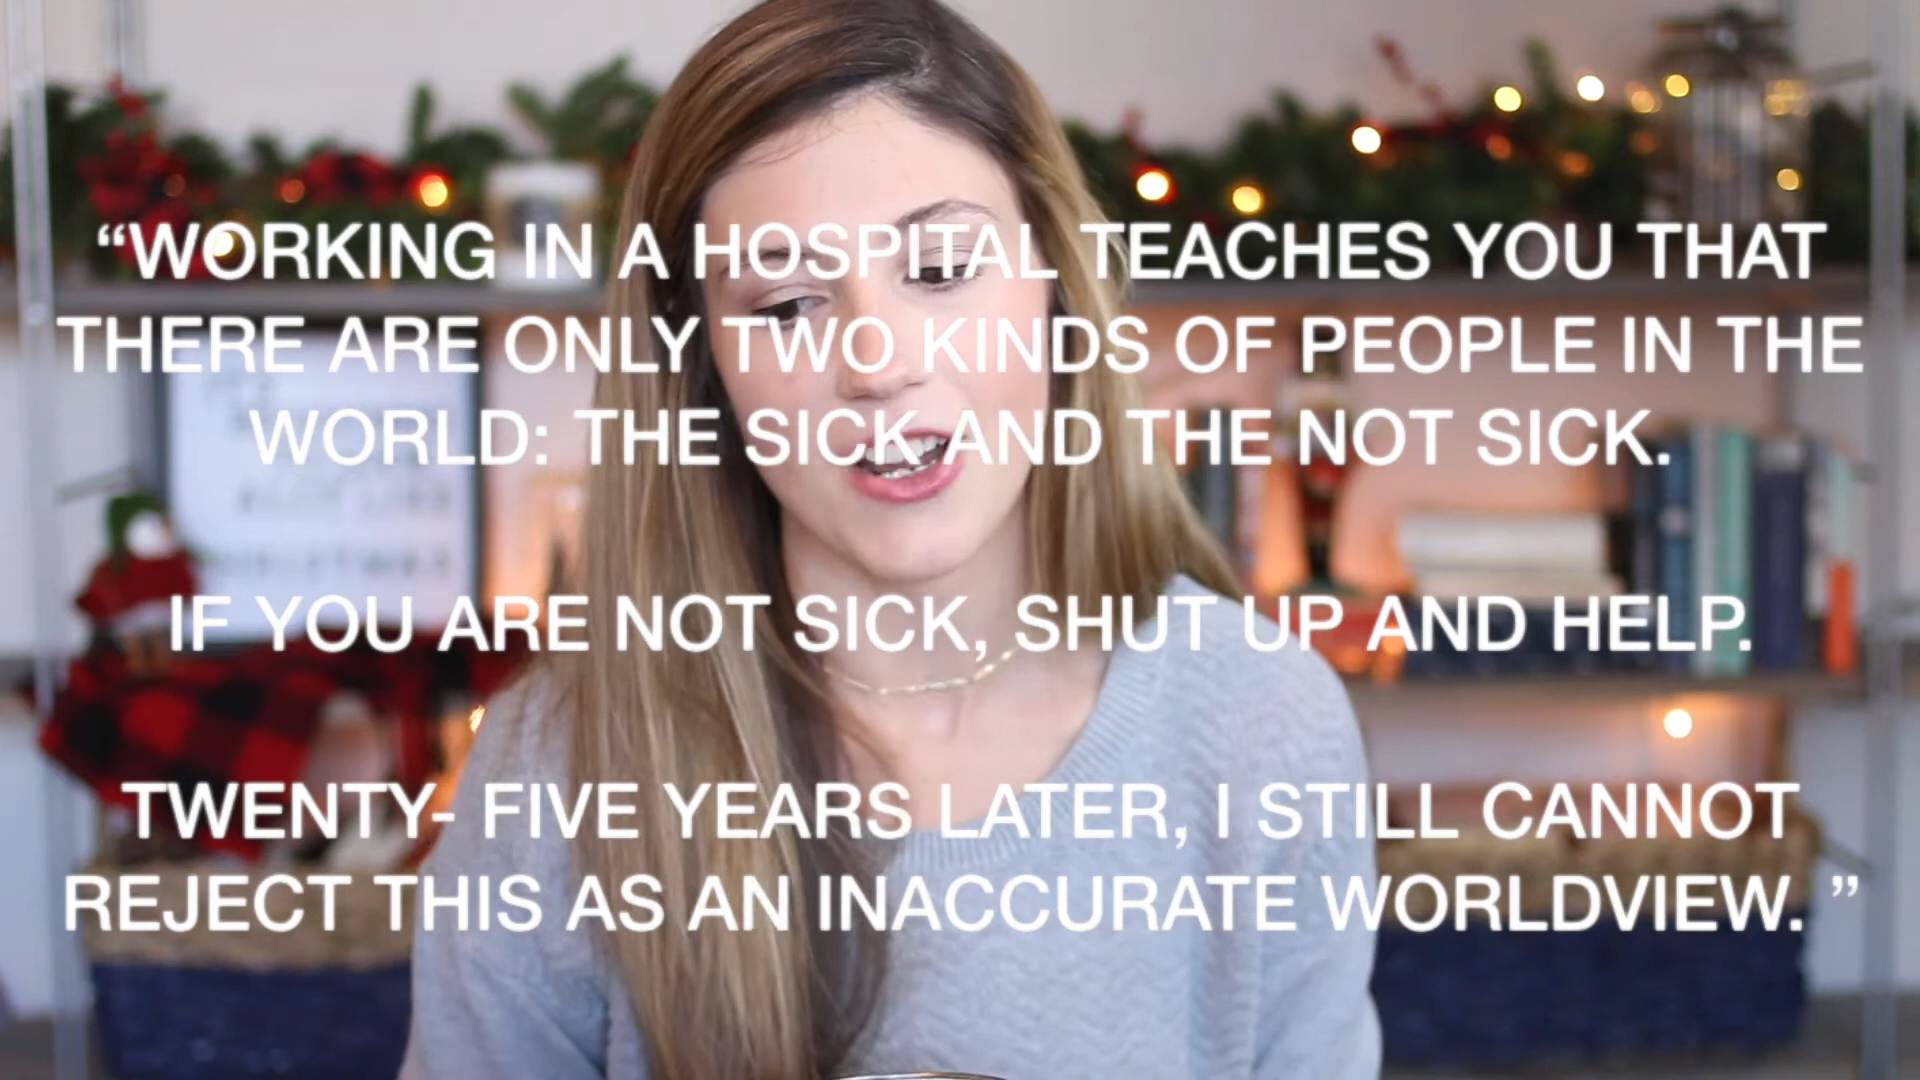 “WORKING IN A HOSPITAL TEACHES YOU THAT
THERE ARE ONLY TWO KINDS OF PEOPLE IN THE
WORLD: THE SICK AND THE NOT SICK.
IF YOU ARE NOT SICK, SHUT UP AND HELP.
TWENTY- FIVE YEARS LATER, I STILL CANNOT
REJECT THIS AS AN INACCURATE WORLDVIEW. ”